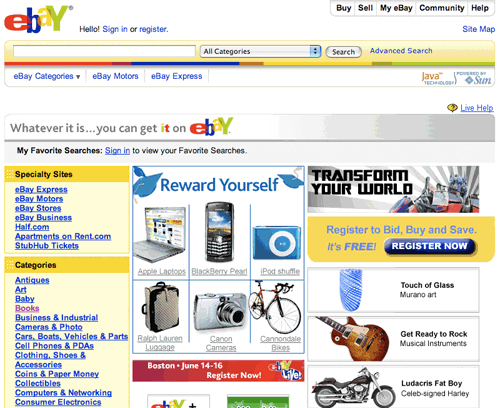 ebaY®
Buy Sell My eBay Community Help
Hello! Sign in or register.
Site Map
All Categories
Search
Advanced Search
eBay Categories ▾ eBay Motors eBay Express
Java™ TECHNOLOGY
POWERED BY Sun
Live Help
Whatever it is...you can get it on ebaY.
My Favorite Searches: Sign in to view your Favorite Searches.
Specialty Sites
eBay Express
eBay Motors
eBay Stores
eBay Business
Half.com
Apartments on Rent.com
StubHub Tickets
Categories
Antiques
Art
Baby
Books
Business & Industrial
Cameras & Photo
Cars, Boats, Vehicles & Parts
Cell Phones & PDAs
Clothing, Shoes &
Accessories
Coins & Paper Money
Collectibles
Computers & Networking
Consumer Electronics
Reward Yourself
Apple Laptops
BlackBerry Pearl
iPod shuffle
Ralph Lauren
Luggage
Canon
Cameras
Cannondale
Bikes
Boston • June 14-16
Register Now!
ebaY Live!
ebaY +
TRANSFORM
YOUR WORLD
Register to Bid, Buy and Save.
It's FREE! REGISTER NOW
Touch of Glass
Murano art
Get Ready to Rock
Musical Instruments
Ludacris Fat Boy
Celeb-signed Harley